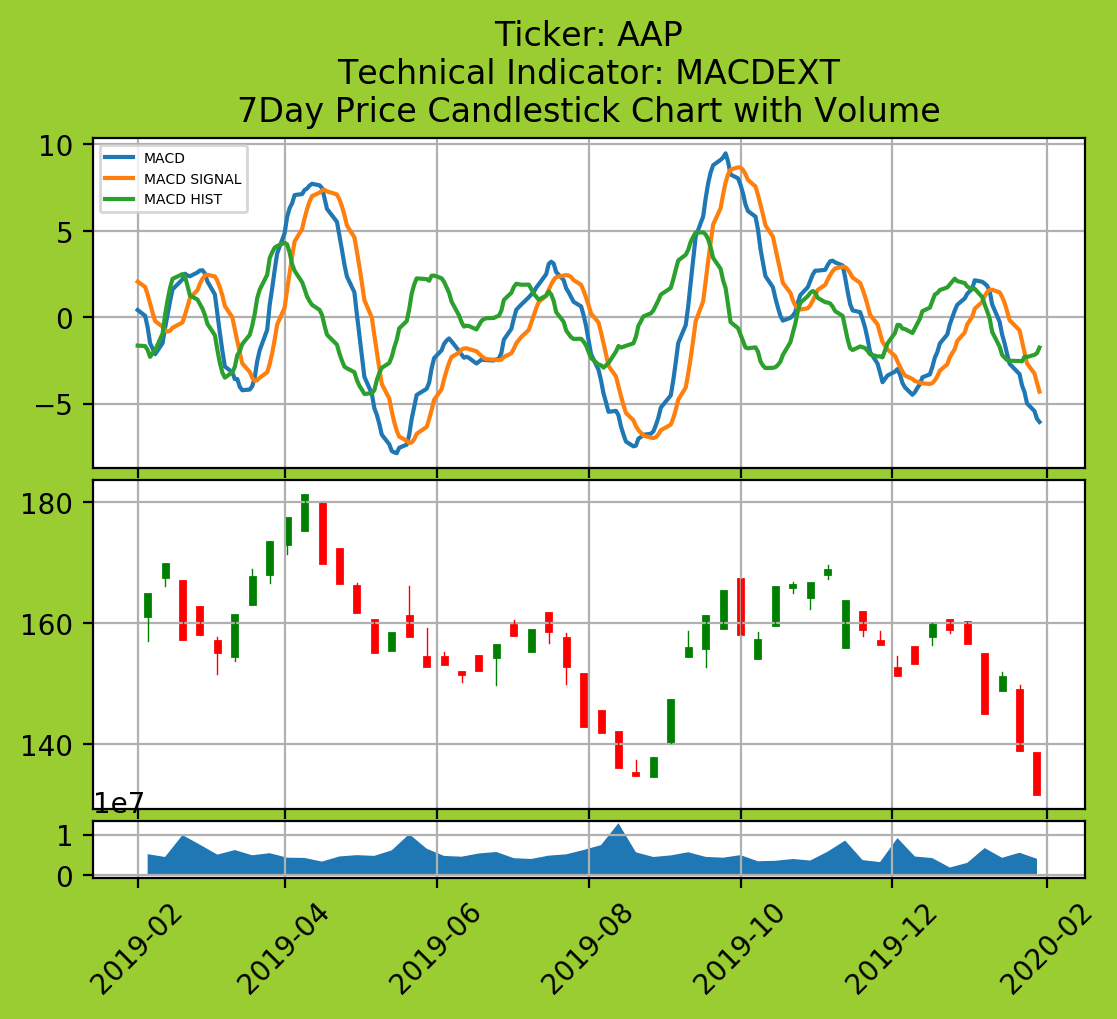 Ticker: AAP
Technical Indicator: MACDEXT
7Day Price Candlestick Chart with Volume
10
5
0
−5
MACD
MACD SIGNAL
MACD HIST
180
160
140
1e7
1
0
2019-02
2019-04
2019-06
2019-08
2019-10
2019-12
2020-02